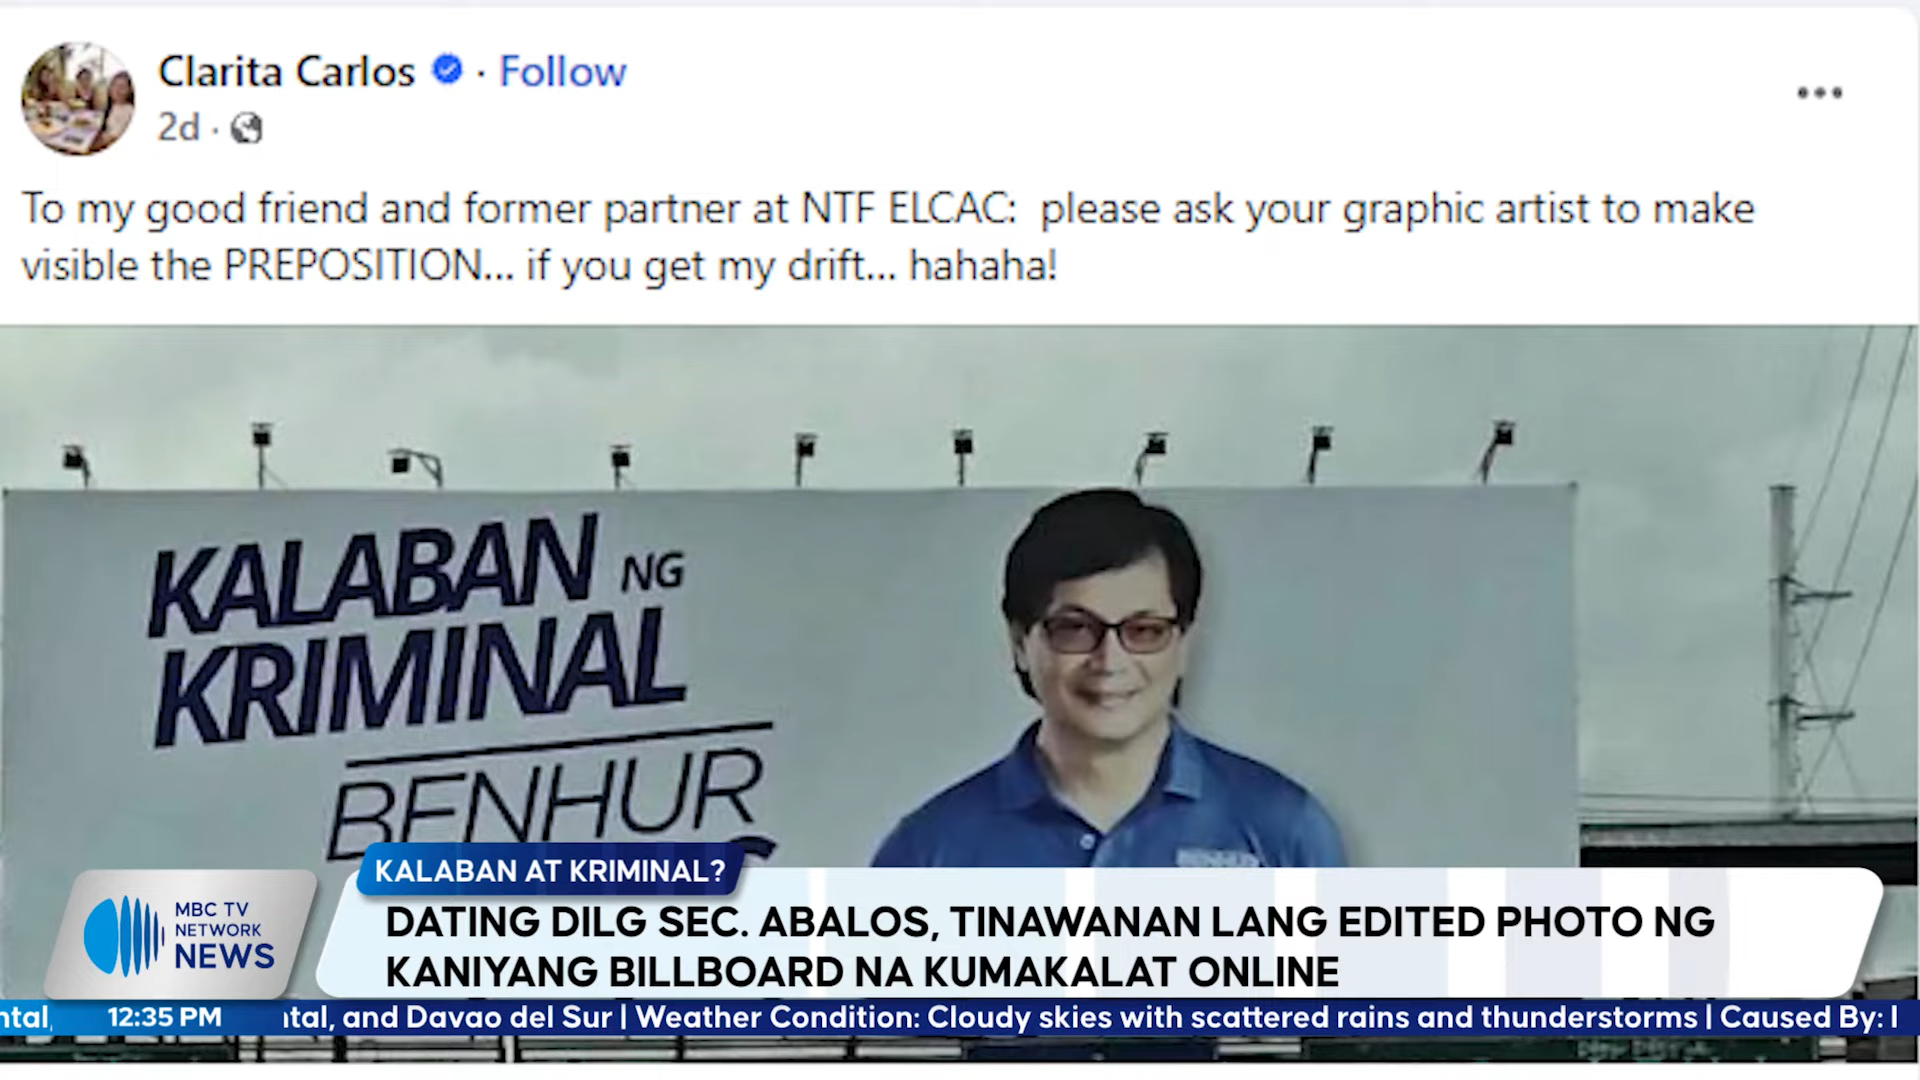 Clarita Carlos · Follow
2d ·
To my good friend and former partner at NTF ELCAC: please ask your graphic artist to make
visible the PREPOSITION... if you get my drift... hahaha!
KALABAN NG
KRIMINAL
BENHUR
BENHUR
KALABAN AT KRIMINAL?
DATING DILG SEC. ABALOS, TINAWANAN LANG EDITED PHOTO NG
KANIYANG BILLBOARD NA KUMAKALAT ONLINE
MBC TV
NETWORK
NEWS
ntal, 12:35 PM ntal, and Davao del Sur | Weather Condition: Cloudy skies with scattered rains and thunderstorms | Caused By: I